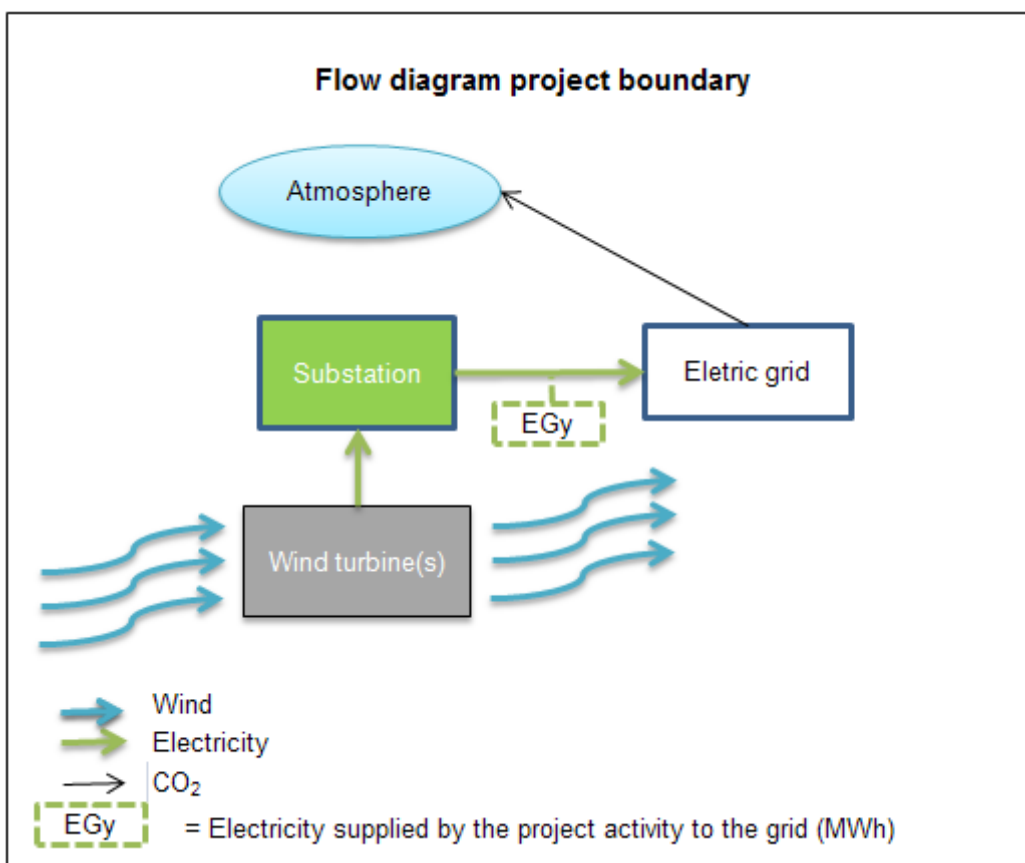 Flow diagram project boundary
Atmosphere
Substation
Eletric grid
EGy
Wind turbine(s)
Wind
Electricity
CO₂
EGy = Electricity supplied by the project activity to the grid (MWh)